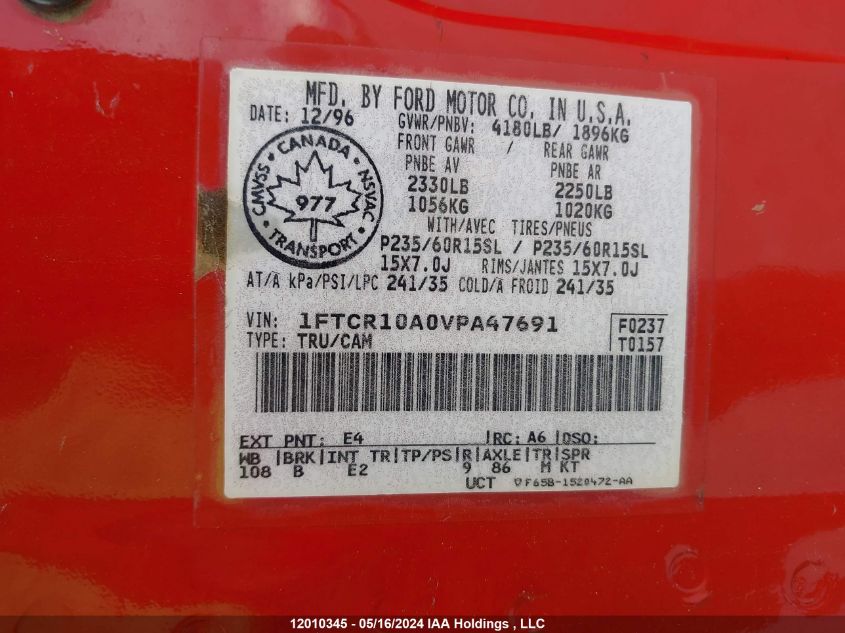 MFD. BY FORD MOTOR CO. IN U.S.A.
DATE: 12/96 GVWR/PNBV: 4180LB/ 1896KG
FRONT GAWR / REAR GAWR
PNBE AV PNBE AR
2330LB 2250LB
1056KG 1020KG
WITH/AVEC TIRES/PNEUS
P235/60R15SL / P235/60R15SL
15X7.0J RIMS/JANTES 15X7.0J
AT/A kPa/PSI/LPC 241/35 COLD/A FROID 241/35
CANADA
CMVSS NSVAC
977
TRANSPORT
VIN: 1FTCR10A0VPA47691 F0237
TYPE: TRU/CAM T0157
EXT PNT: E4 |RC: A6 |DSO:
WB |BRK|INT TR|TP/PS|R|AXLE|TR|SPR
108 B E2 9 86 M KT
UCT F65B-1520472-AA
12010345 - 05/16/2024 IAA Holdings , LLC